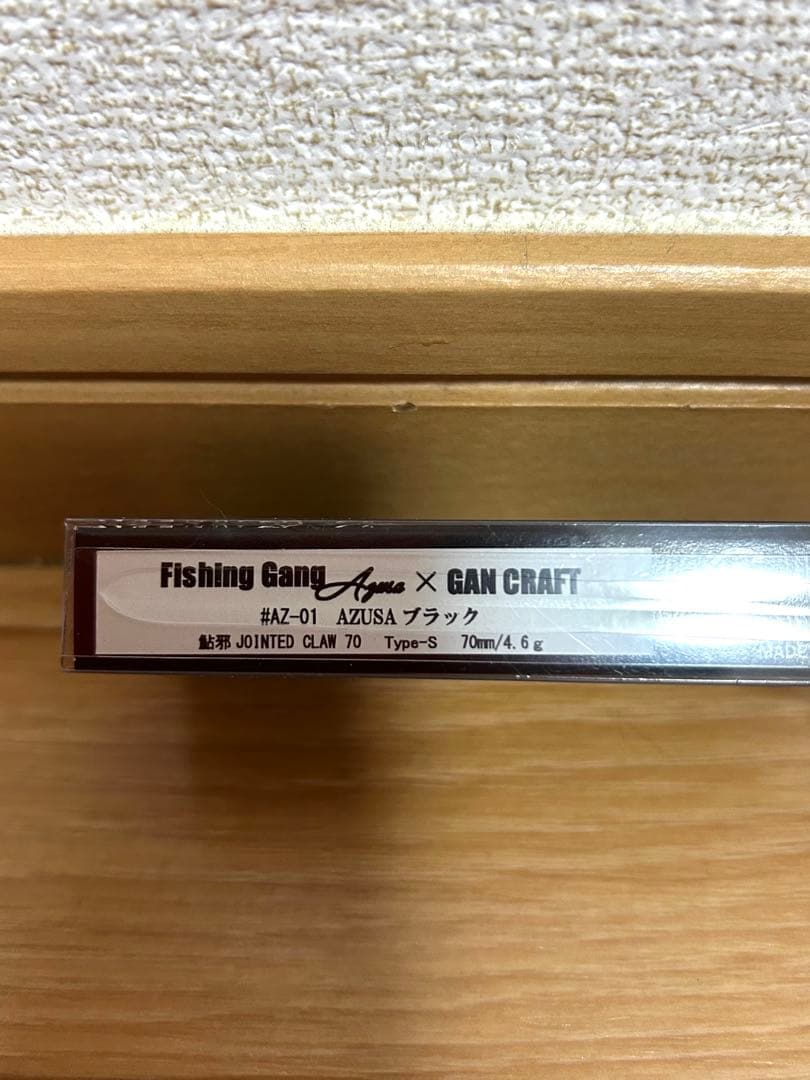 Fishing Gang Azusa × GAN CRAFT
#AZ-01 AZUSA ブラック
鮎邪 JOINTED CLAW 70 Type-S 70mm/4.6g
MADE